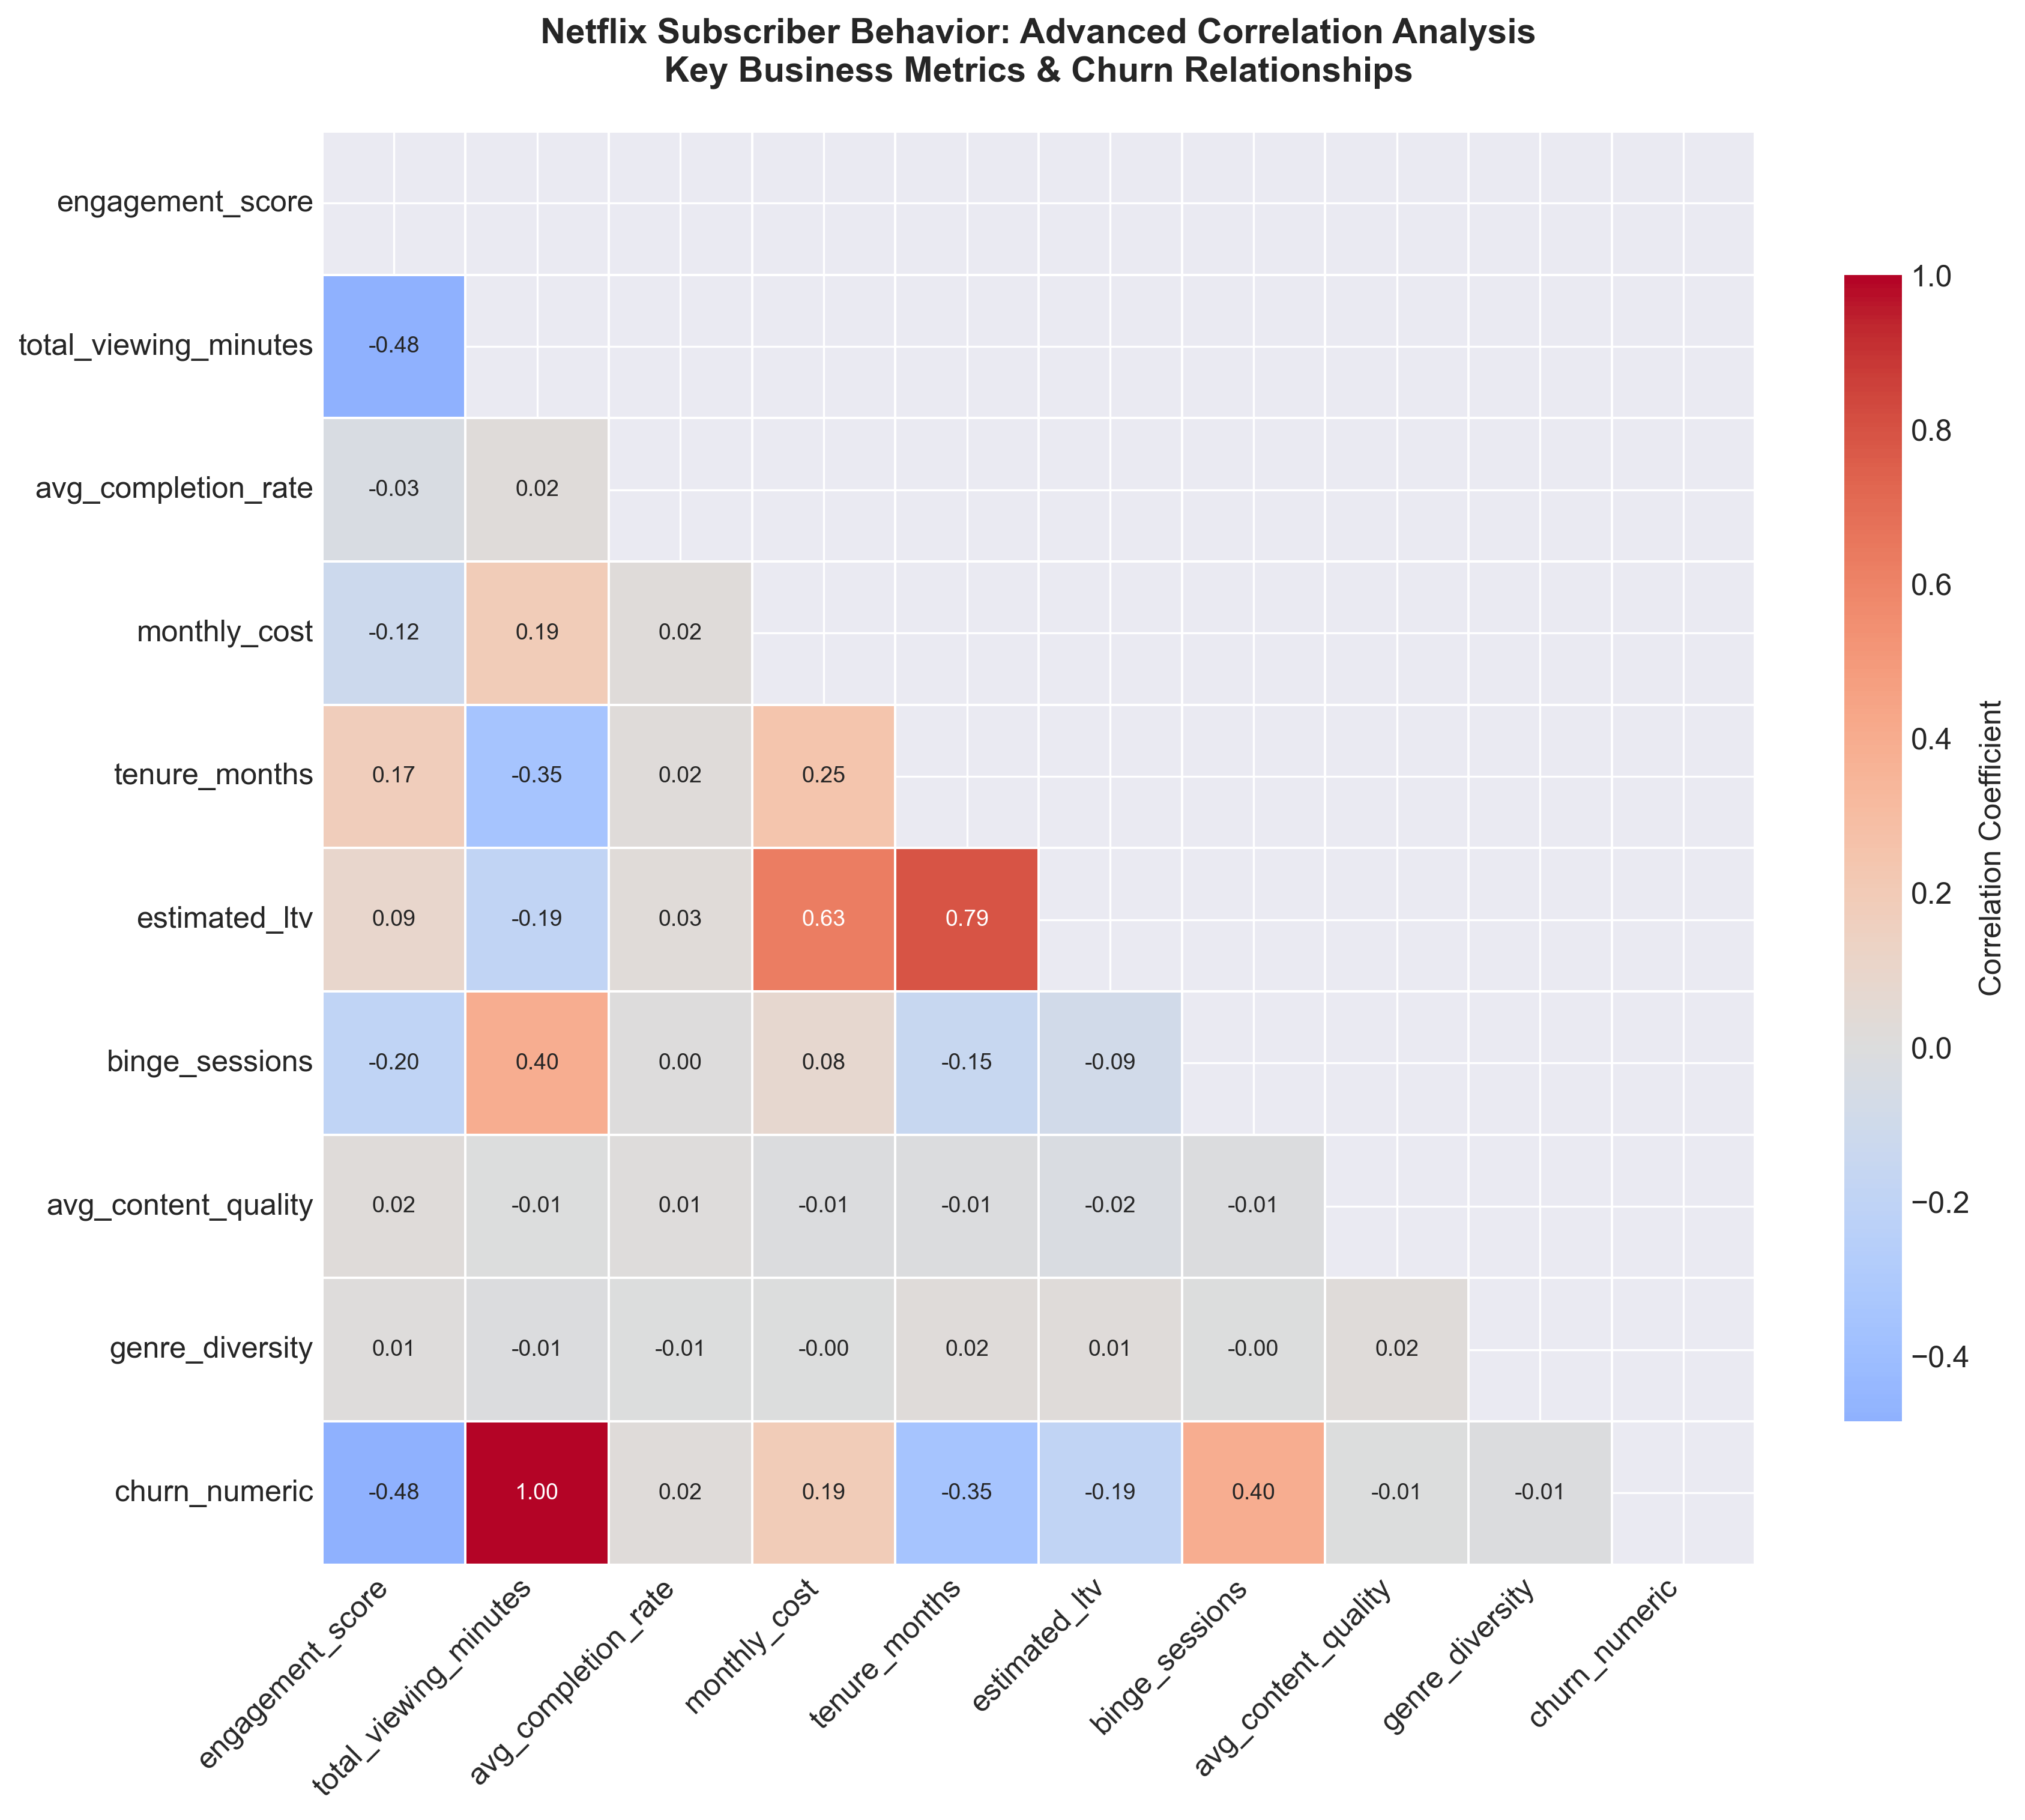 Netflix Subscriber Behavior: Advanced Correlation Analysis
Key Business Metrics & Churn Relationships
engagement_score
total_viewing_minutes -0.48
avg_completion_rate -0.03 0.02
monthly_cost -0.12 0.19 0.02
tenure_months 0.17 -0.35 0.02 0.25
estimated_ltv 0.09 -0.19 0.03 0.63 0.79
binge_sessions -0.20 0.40 0.00 0.08 -0.15 -0.09
avg_content_quality 0.02 -0.01 0.01 -0.01 -0.01 -0.02 -0.01
genre_diversity 0.01 -0.01 -0.01 -0.00 0.02 0.01 -0.00 0.02
churn_numeric -0.48 1.00 0.02 0.19 -0.35 -0.19 0.40 -0.01 -0.01
engagement_score
total_viewing_minutes
avg_completion_rate
monthly_cost
tenure_months
estimated_ltv
binge_sessions
avg_content_quality
genre_diversity
churn_numeric
1.0
0.8
0.6
0.4
0.2
0.0
−0.2
−0.4
Correlation Coefficient